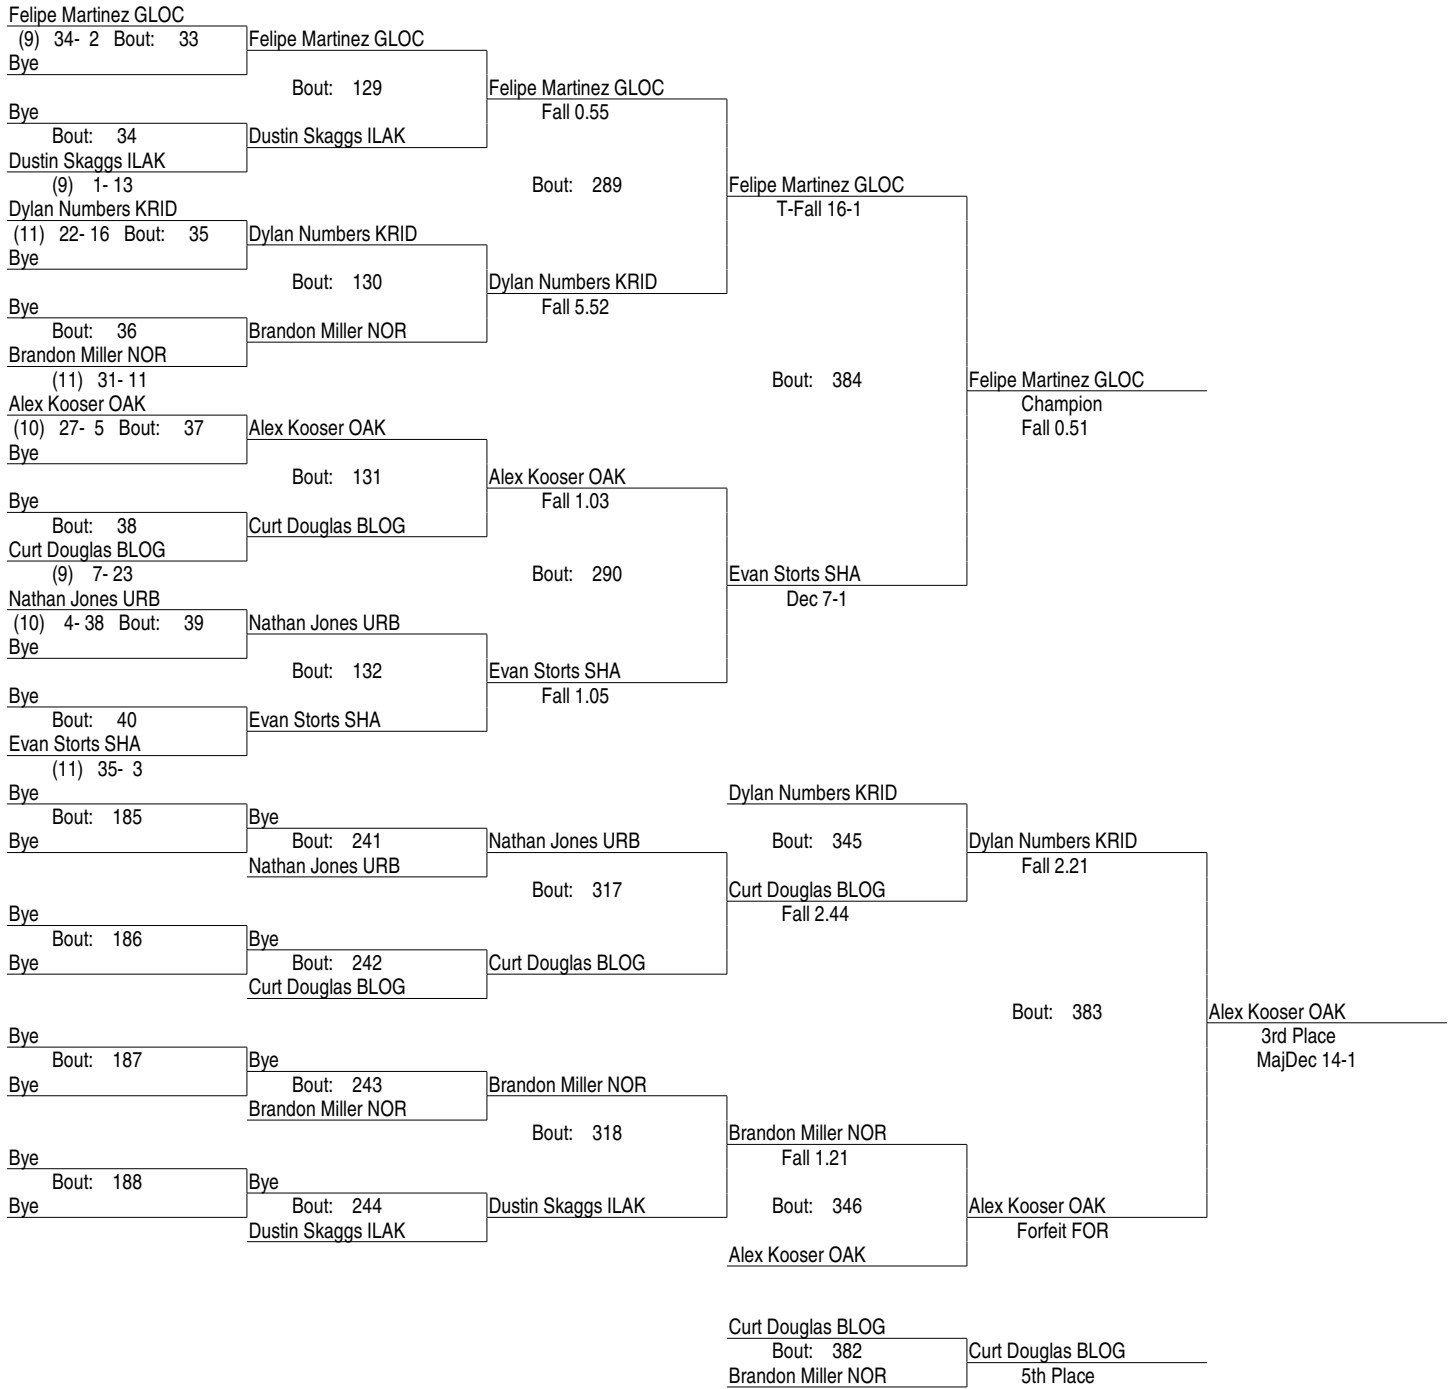 Felipe Martinez GLOC
(9) 34- 2 Bout: 33 Felipe Martinez GLOC
Bye
Bout: 129 Felipe Martinez GLOC
Bye Fall 0.55
Bout: 34 Dustin Skaggs ILAK
Dustin Skaggs ILAK
(9) 1- 13 Bout: 289 Felipe Martinez GLOC
Dylan Numbers KRID T-Fall 16-1
(11) 22- 16 Bout: 35 Dylan Numbers KRID
Bye
Bout: 130 Dylan Numbers KRID
Bye Fall 5.52
Bout: 36 Brandon Miller NOR
Brandon Miller NOR
(11) 31- 11 Bout: 384 Felipe Martinez GLOC
Alex Kooser OAK Champion
(10) 27- 5 Bout: 37 Alex Kooser OAK Fall 0.51
Bye
Bout: 131 Alex Kooser OAK
Bye Fall 1.03
Bout: 38 Curt Douglas BLOG
Curt Douglas BLOG
(9) 7- 23 Bout: 290 Evan Storts SHA
Nathan Jones URB Dec 7-1
(10) 4- 38 Bout: 39 Nathan Jones URB
Bye
Bout: 132 Evan Storts SHA
Bye Fall 1.05
Bout: 40 Evan Storts SHA
Evan Storts SHA
(11) 35- 3
Bye Dylan Numbers KRID
Bout: 185 Bye
Bye Bout: 241 Nathan Jones URB Bout: 345 Dylan Numbers KRID
Nathan Jones URB Fall 2.21
Bout: 317 Curt Douglas BLOG
Bye Fall 2.44
Bout: 186 Bye
Bye Bout: 242 Curt Douglas BLOG
Curt Douglas BLOG
Bout: 383 Alex Kooser OAK
Bye 3rd Place
Bout: 187 Bye MajDec 14-1
Bye Bout: 243 Brandon Miller NOR
Brandon Miller NOR
Bout: 318 Brandon Miller NOR
Bye Fall 1.21
Bout: 188 Bye
Bye Bout: 244 Dustin Skaggs ILAK Bout: 346 Alex Kooser OAK
Dustin Skaggs ILAK Forfeit FOR
Alex Kooser OAK
Curt Douglas BLOG
Bout: 382 Curt Douglas BLOG
Brandon Miller NOR 5th Place